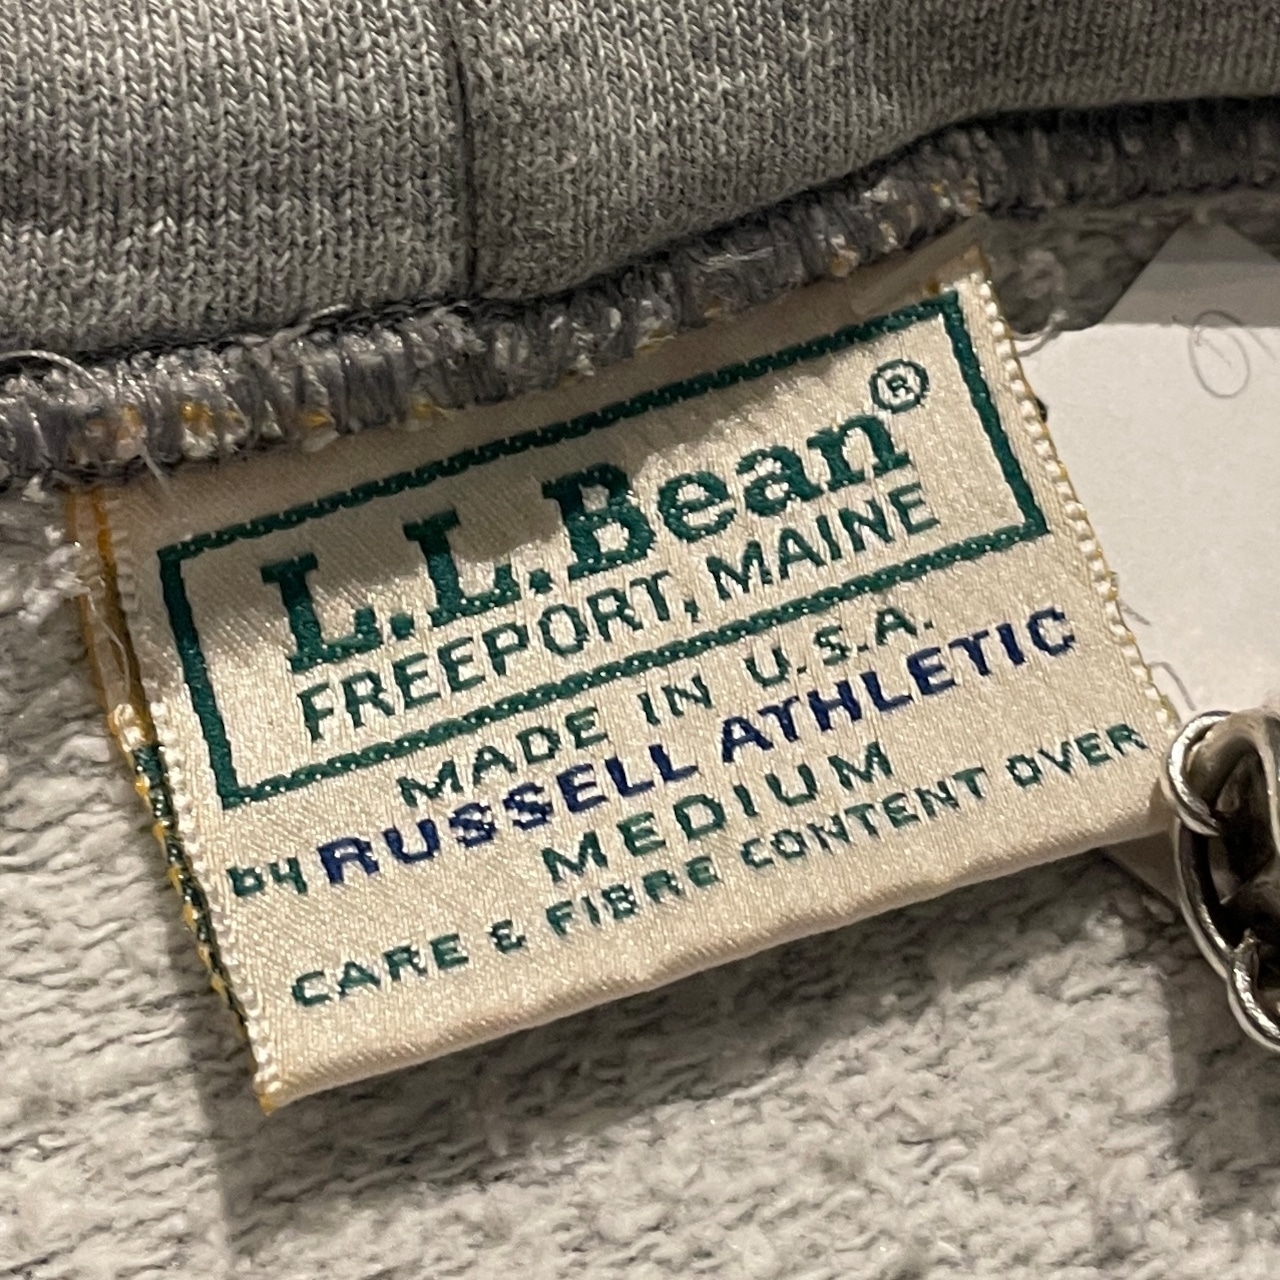 L.L.Bean®
FREEPORT, MAINE
MADE IN U.S.A.
by RUSSELL ATHLETIC
MEDIUM
CARE & FIBRE CONTENT OVER